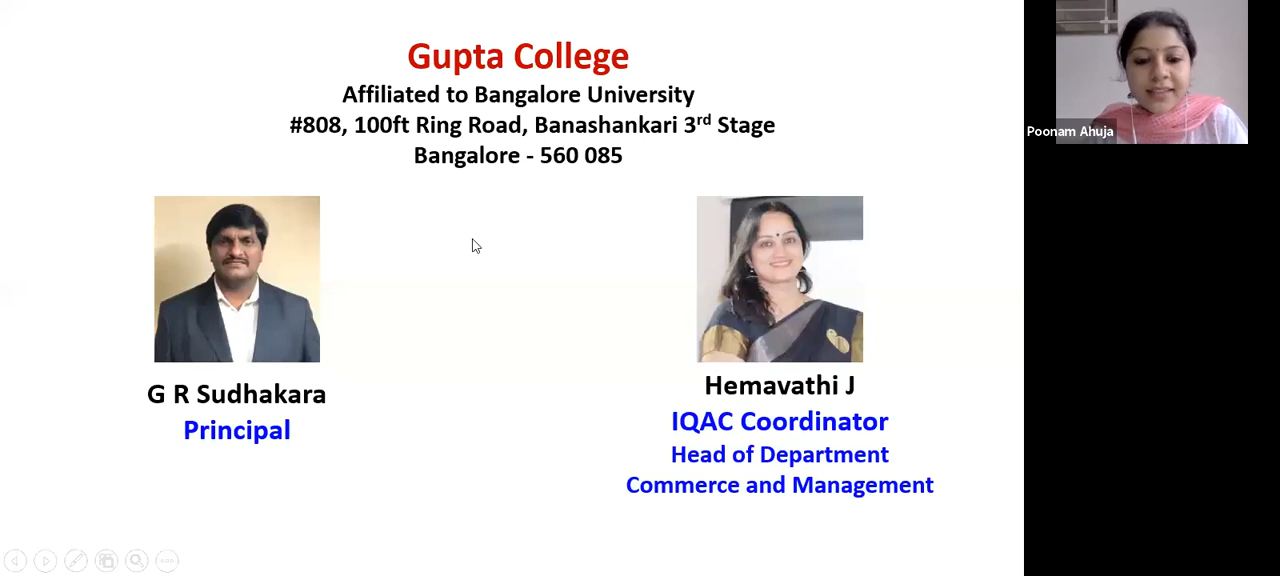 Gupta College
Affiliated to Bangalore University
#808, 100ft Ring Road, Banashankari 3rd Stage
Bangalore - 560 085
G R Sudhakara
Principal
Hemavathi J
IQAC Coordinator
Head of Department
Commerce and Management
Poonam Ahuja